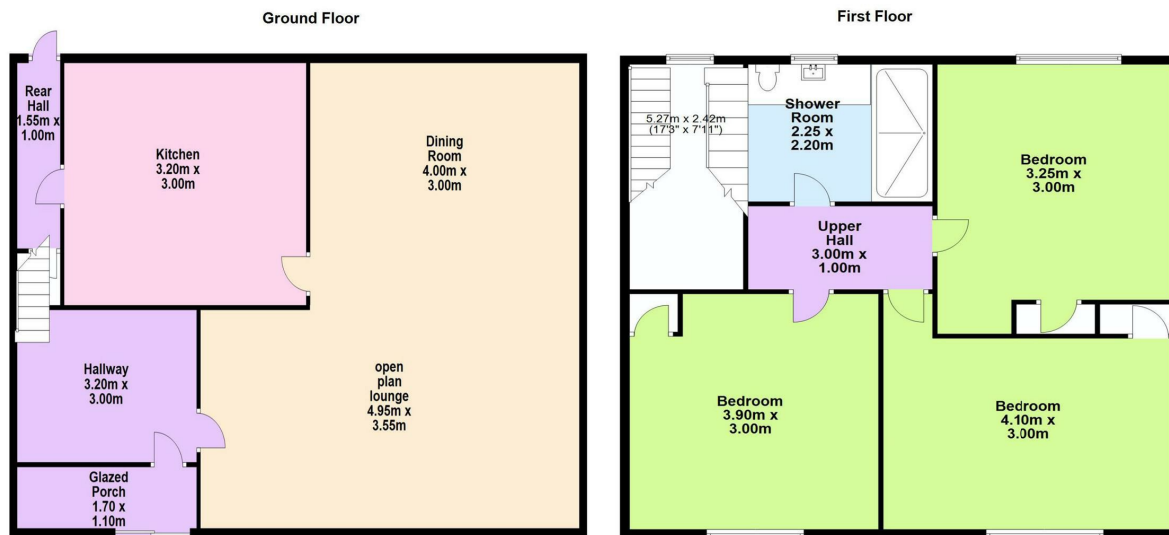 Ground Floor
Rear
Hall
1.55m x
1.00m
Kitchen
3.20m x
3.00m
Dining
Room
4.00m x
3.00m
Hallway
3.20m x
3.00m
open
plan
lounge
4.95m x
3.55m
Glazed
Porch
1.70 x
1.10m
First Floor
5.27m x 2.42m
(17'3" x 7'11")
Shower
Room
2.25 x
2.20m
Bedroom
3.25m x
3.00m
Upper
Hall
3.00m x
1.00m
Bedroom
3.90m x
3.00m
Bedroom
4.10m x
3.00m